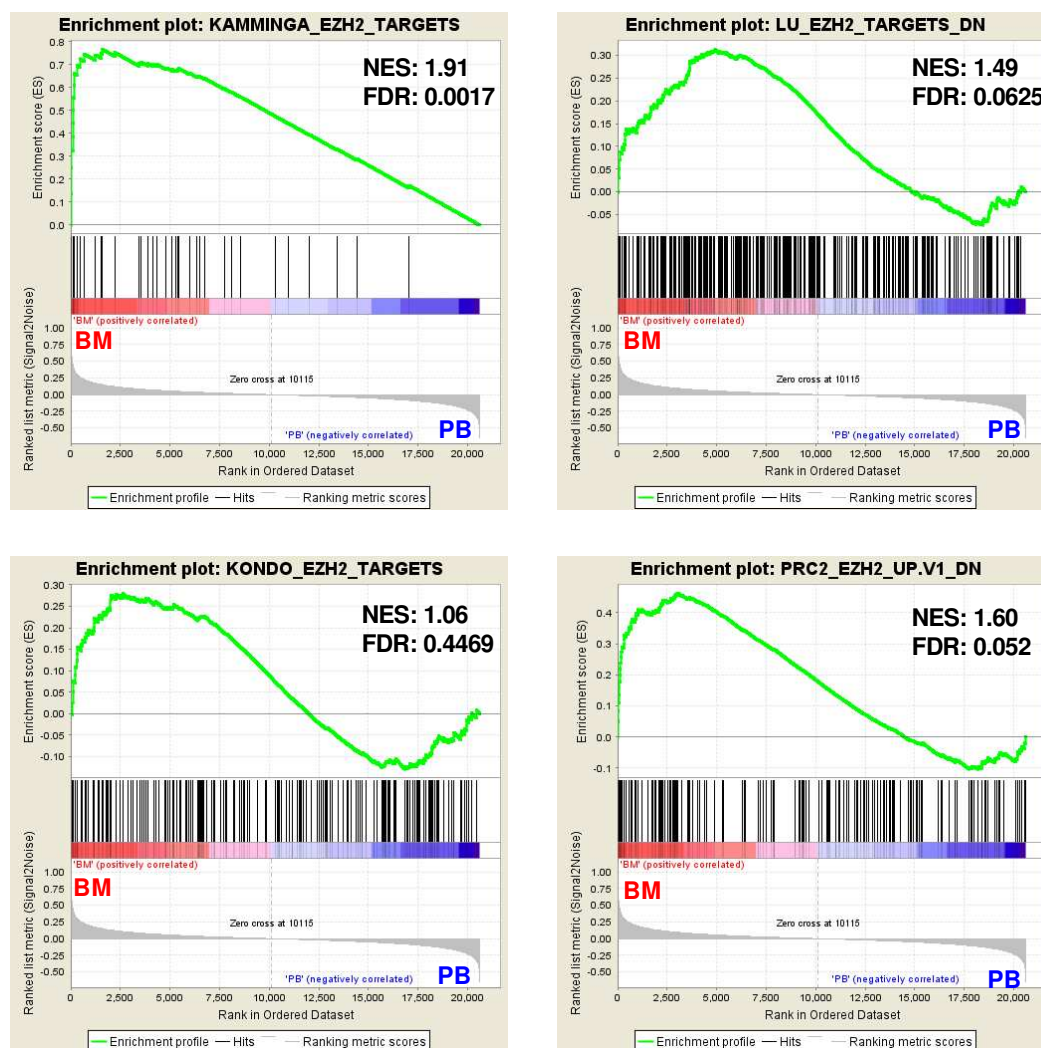 Enrichment plot: KAMMINGA_EZH2_TARGETS
0.8
0.7
0.6
0.5
0.4
0.3
0.2
0.1
0.0
Enrichment score (ES)
NES: 1.91
FDR: 0.0017
'BM' (positively correlated)
BM
1.00
0.75
0.50
0.25
0.00
-0.25
-0.50
Ranked list metric (Signal2Noise)
Zero cross at 10115
'PB' (negatively correlated)
PB
0 2,500 5,000 7,500 10,000 12,500 15,000 17,500 20,000
Rank in Ordered Dataset
Enrichment profile Hits Ranking metric scores
Enrichment plot: LU_EZH2_TARGETS_DN
0.30
0.25
0.20
0.15
0.10
0.05
0.00
-0.05
Enrichment score (ES)
NES: 1.49
FDR: 0.0625
'BM' (positively correlated)
BM
1.00
0.75
0.50
0.25
0.00
-0.25
-0.50
Ranked list metric (Signal2Noise)
Zero cross at 10115
'PB' (negatively correlated)
PB
0 2,500 5,000 7,500 10,000 12,500 15,000 17,500 20,000
Rank in Ordered Dataset
Enrichment profile Hits Ranking metric scores
Enrichment plot: KONDO_EZH2_TARGETS
0.30
0.25
0.20
0.15
0.10
0.05
0.00
-0.05
-0.10
Enrichment score (ES)
NES: 1.06
FDR: 0.4469
'BM' (positively correlated)
BM
1.00
0.75
0.50
0.25
0.00
-0.25
-0.50
Ranked list metric (Signal2Noise)
Zero cross at 10115
'PB' (negatively correlated)
PB
0 2,500 5,000 7,500 10,000 12,500 15,000 17,500 20,000
Rank in Ordered Dataset
Enrichment profile Hits Ranking metric scores
Enrichment plot: PRC2_EZH2_UP.V1_DN
0.4
0.3
0.2
0.1
0.0
-0.1
Enrichment score (ES)
NES: 1.60
FDR: 0.052
'BM' (positively correlated)
BM
1.00
0.75
0.50
0.25
0.00
-0.25
-0.50
Ranked list metric (Signal2Noise)
Zero cross at 10115
'PB' (negatively correlated)
PB
0 2,500 5,000 7,500 10,000 12,500 15,000 17,500 20,000
Rank in Ordered Dataset
Enrichment profile Hits Ranking metric scores